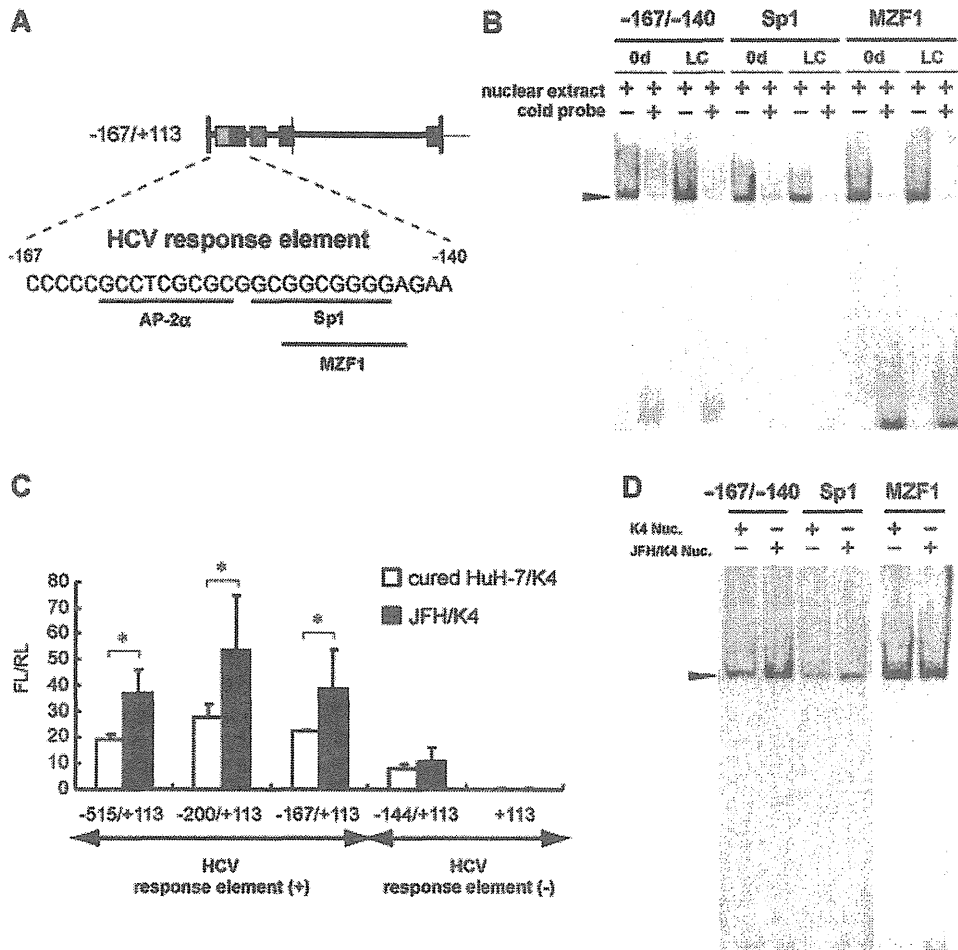 A
-167/+113
HCV response element
-167
-140
CCCCCGCCTCGCGCGGCGGCGGGGAGAA
AP-2α
Sp1
MZF1
B
-167/-140 Sp1 MZF1
0d LC 0d LC 0d LC
nuclear extract + + + + + + + + + + + +
cold probe - + - + - + - + - + - +
C
FL/RL
80
70
60
50
40
30
20
10
0
* * *
cured HuH-7/K4
JFH/K4
-515/+113 -200/+113 -167/+113 -144/+113 +113
HCV
response element (+)
HCV
response element (-)
D
-167/-140 Sp1 MZF1
K4 Nuc. + - + - + -
JFH/K4 Nuc. - + - + - +